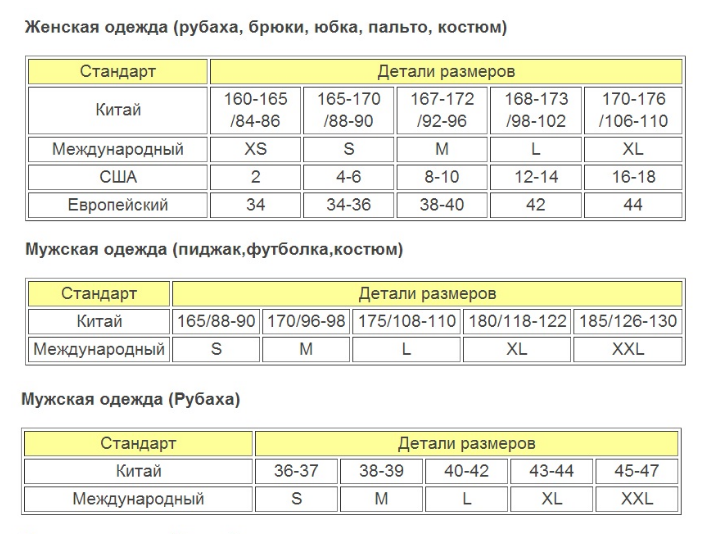 Женская одежда (рубаха, брюки, юбка, пальто, костюм)
Стандарт Детали размеров
Китай 160-165 /84-86 165-170 /88-90 167-172 /92-96 168-173 /98-102 170-176 /106-110
Международный XS S M L XL
США 2 4-6 8-10 12-14 16-18
Европейский 34 34-36 38-40 42 44
Мужская одежда (пиджак,футболка,костюм)
Стандарт Детали размеров
Китай 165/88-90 170/96-98 175/108-110 180/118-122 185/126-130
Международный S M L XL XXL
Мужская одежда (Рубаха)
Стандарт Детали размеров
Китай 36-37 38-39 40-42 43-44 45-47
Международный S M L XL XXL